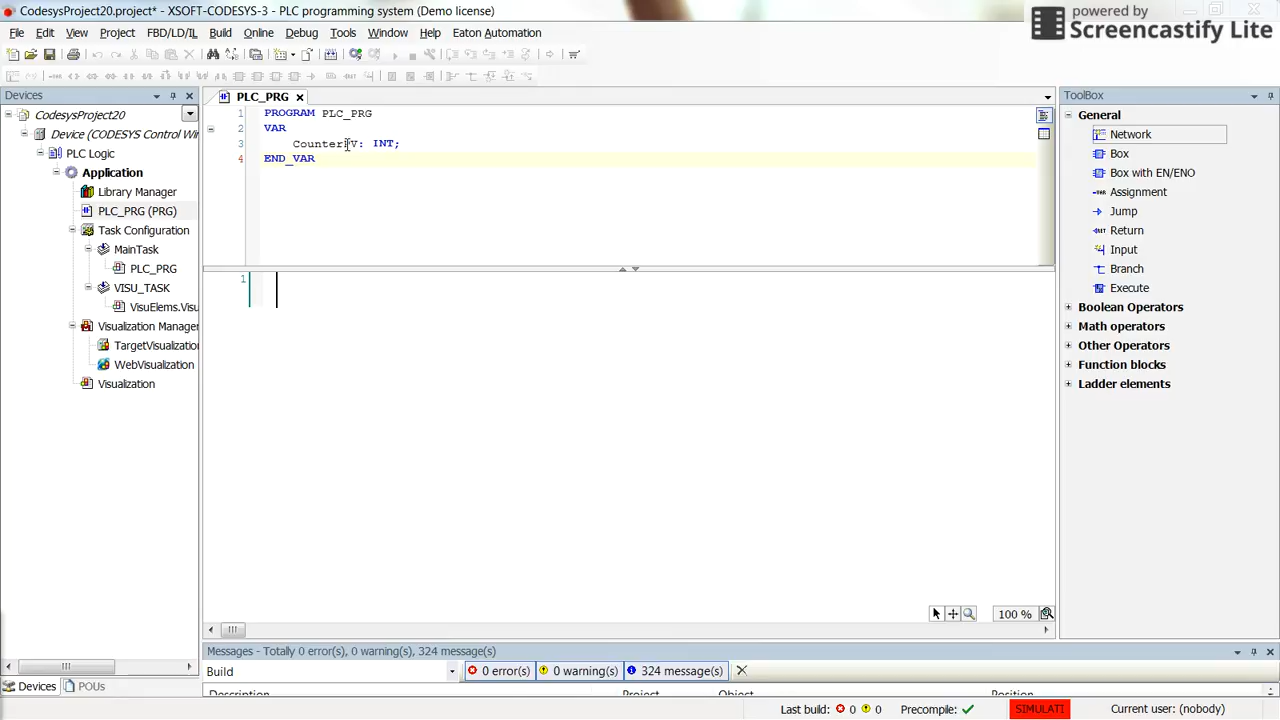 CodesysProject20.project* - XSOFT-CODESYS-3 - PLC programming system (Demo license)
powered by
Screencastify Lite
File Edit View Project FBD/LD/IL Build Online Debug Tools Window Help Eaton Automation
Devices
CodesysProject20
Device (CODESYS Control Win
PLC Logic
Application
Library Manager
PLC_PRG (PRG)
Task Configuration
MainTask
PLC_PRG
VISU_TASK
VisuElems.Visu
Visualization Manager
TargetVisualization
WebVisualization
Visualization
Devices POUs
PLC_PRG
1 PROGRAM PLC_PRG
2 VAR
3 CounterPV: INT;
4 END_VAR
1
100 %
ToolBox
General
Network
Box
Box with EN/ENO
Assignment
Jump
Return
Input
Branch
Execute
Boolean Operators
Math operators
Other Operators
Function blocks
Ladder elements
Messages - Totally 0 error(s), 0 warning(s), 324 message(s)
Build 0 error(s) 0 warning(s) 324 message(s)
Description Project Object Position
Last build: 0 0 Precompile: SIMULATI Current user: (nobody)